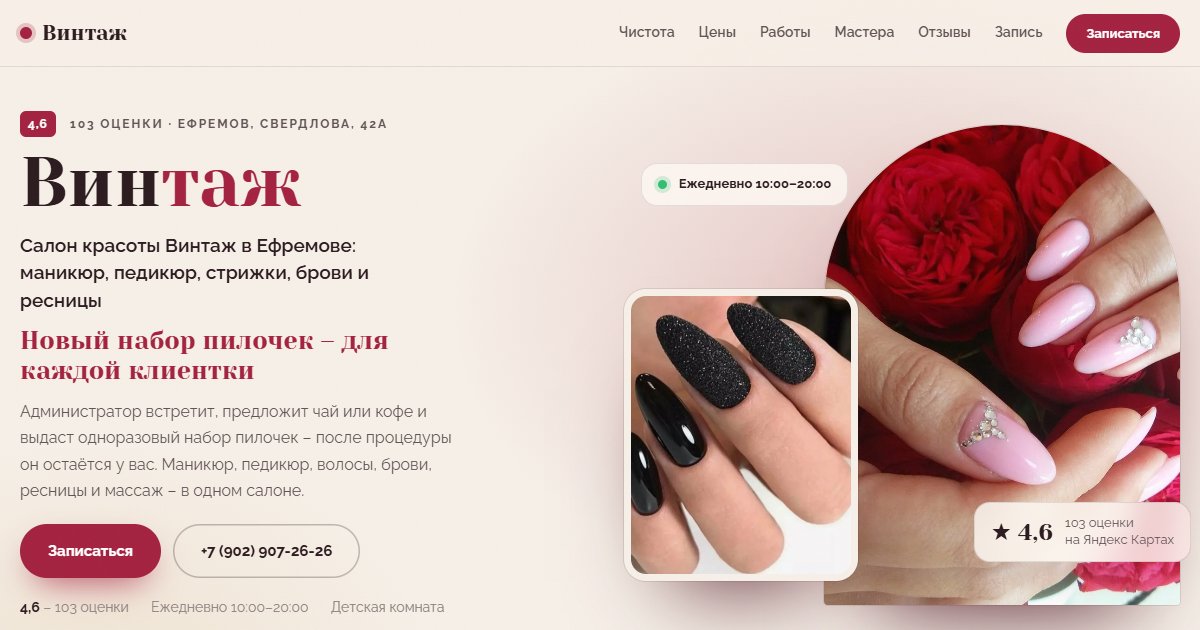 Винтаж
Чистота Цены Работы Мастера Отзывы Запись Записаться
4,6 103 ОЦЕНКИ · ЕФРЕМОВ, СВЕРДЛОВА, 42А
Винтаж
Салон красоты Винтаж в Ефремове:
маникюр, педикюр, стрижки, брови и
ресницы
Новый набор пилочек – для
каждой клиентки
Администратор встретит, предложит чай или кофе и
выдаст одноразовый набор пилочек – после процедуры
он остаётся у вас. Маникюр, педикюр, волосы, брови,
ресницы и массаж – в одном салоне.
Записаться +7 (902) 907-26-26
4,6 – 103 оценки Ежедневно 10:00–20:00 Детская комната
Ежедневно 10:00–20:00
★ 4,6 103 оценки
на Яндекс Картах